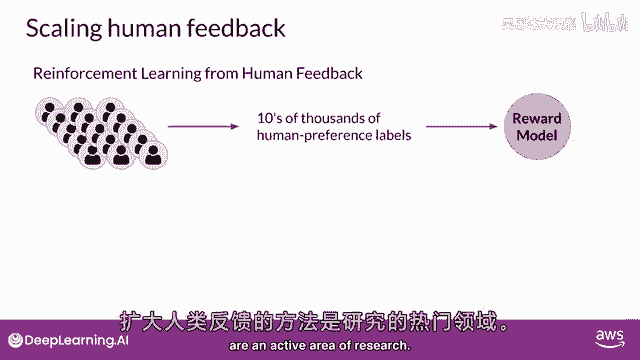 Scaling human feedback
Reinforcement Learning from Human Feedback
10's of thousands of
human-preference labels
Reward
Model
扩大人类反馈的方法是研究的热门领域。
are an active area of research.
DeepLearning.AI
aws